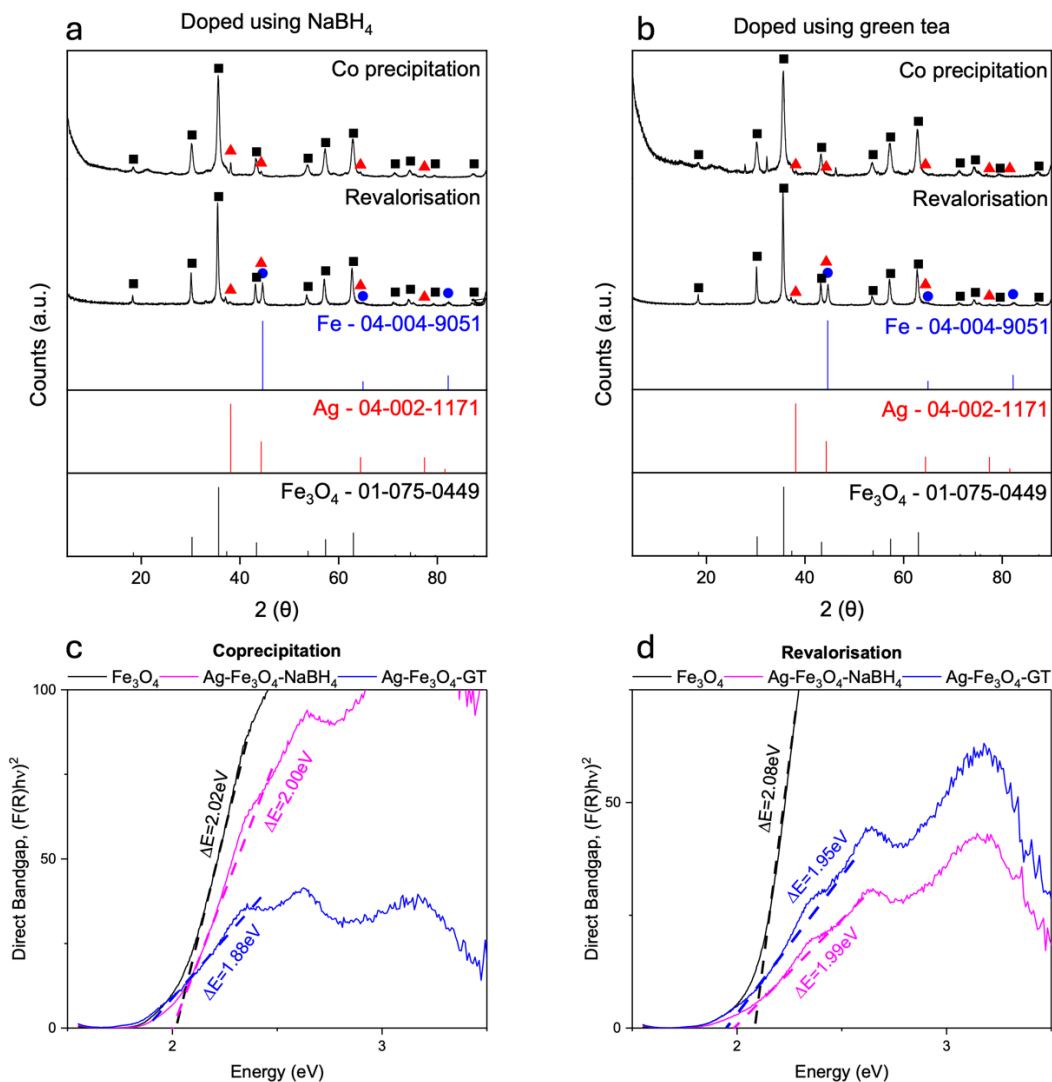 a
Doped using NaBH₄
Co precipitation
Revalorisation
Fe - 04-004-9051
Ag - 04-002-1171
Fe₃O₄ - 01-075-0449
Counts (a.u.)
20
40
60
80
2 (θ)
b
Doped using green tea
Co precipitation
Revalorisation
Fe - 04-004-9051
Ag - 04-002-1171
Fe₃O₄ - 01-075-0449
Counts (a.u.)
20
40
60
80
2 (θ)
c
Coprecipitation
Fe₃O₄ Ag-Fe₃O₄-NaBH₄ Ag-Fe₃O₄-GT
100
50
0
Direct Bandgap, (F(R)hν)²
ΔE=2.02eV
ΔE=2.00eV
ΔE=1.88eV
2
3
Energy (eV)
d
Revalorisation
Fe₃O₄ Ag-Fe₃O₄-NaBH₄ Ag-Fe₃O₄-GT
50
0
Direct Bandgap, (F(R)hν)²
ΔE=2.08eV
ΔE=1.95eV
ΔE=1.99eV
2
3
Energy (eV)